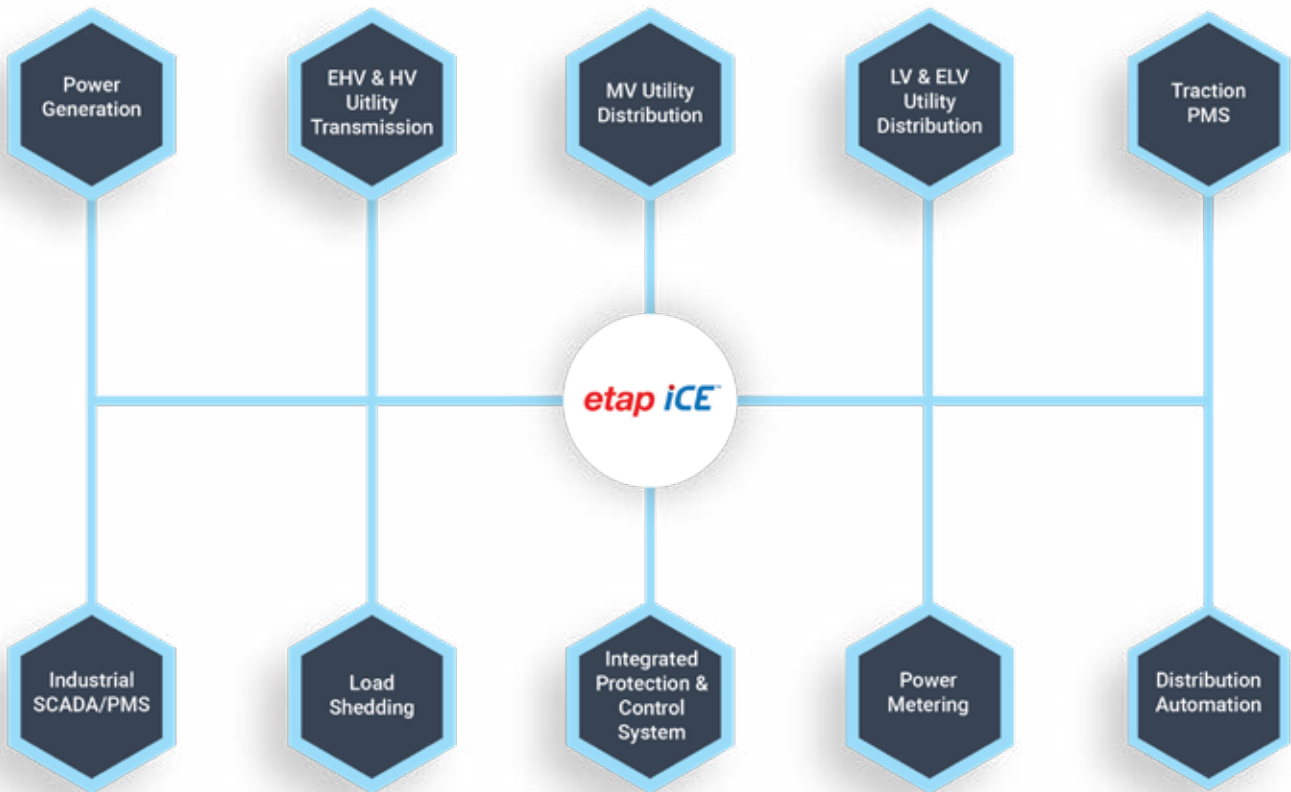 Power
Generation
EHV & HV
Uitlity
Transmission
MV Utility
Distribution
LV & ELV
Utility
Distribution
Traction
PMS
etap iCE™
Industrial
SCADA/PMS
Load
Shedding
Integrated
Protection &
Control
System
Power
Metering
Distribution
Automation